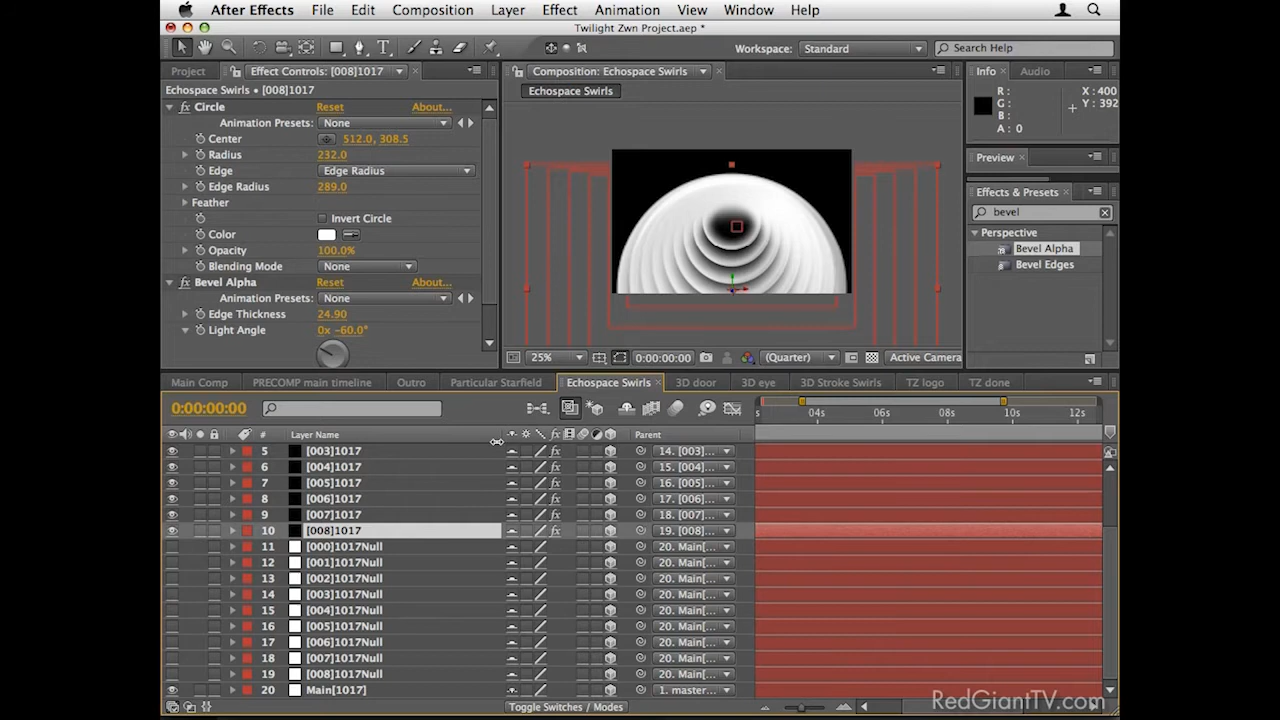 After Effects File Edit Composition Layer Effect Animation View Window Help
Twilight Zwn Project.aep *
Workspace: Standard Search Help
Project Effect Controls: [008]1017 Composition: Echospace Swirls Info Audio
Echospace Swirls • [008]1017
Echospace Swirls
Circle Reset About...
Animation Presets: None
Center 512.0, 308.5
Radius 232.0
Edge Edge Radius
Edge Radius 289.0
Feather
Invert Circle
Color
Opacity 100.0%
Blending Mode None
Bevel Alpha Reset About...
Animation Presets: None
Edge Thickness 24.90
Light Angle 0x -60.0°
25% 0:00:00:00 (Quarter) Active Camera
R: X: 400
G: Y: 392
B:
A: 0
Preview
Effects & Presets
bevel
Perspective
Bevel Alpha
Bevel Edges
Main Comp PRECOMP main timeline Outro Particular Starfield Echospace Swirls 3D door 3D eye 3D Stroke Swirls TZ logo TZ done
0:00:00:00
s 04s 06s 08s 10s 12s
# Layer Name fx Parent
5 [003]1017 fx 14. [003]...
6 [004]1017 fx 15. [004]...
7 [005]1017 fx 16. [005]...
8 [006]1017 fx 17. [006]...
9 [007]1017 fx 18. [007]...
10 [008]1017 fx 19. [008]...
11 [000]1017Null 20. Main[...
12 [001]1017Null 20. Main[...
13 [002]1017Null 20. Main[...
14 [003]1017Null 20. Main[...
15 [004]1017Null 20. Main[...
16 [005]1017Null 20. Main[...
17 [006]1017Null 20. Main[...
18 [007]1017Null 20. Main[...
19 [008]1017Null 20. Main[...
20 Main[1017] 1. master...
Toggle Switches / Modes
RedGiantTV.com